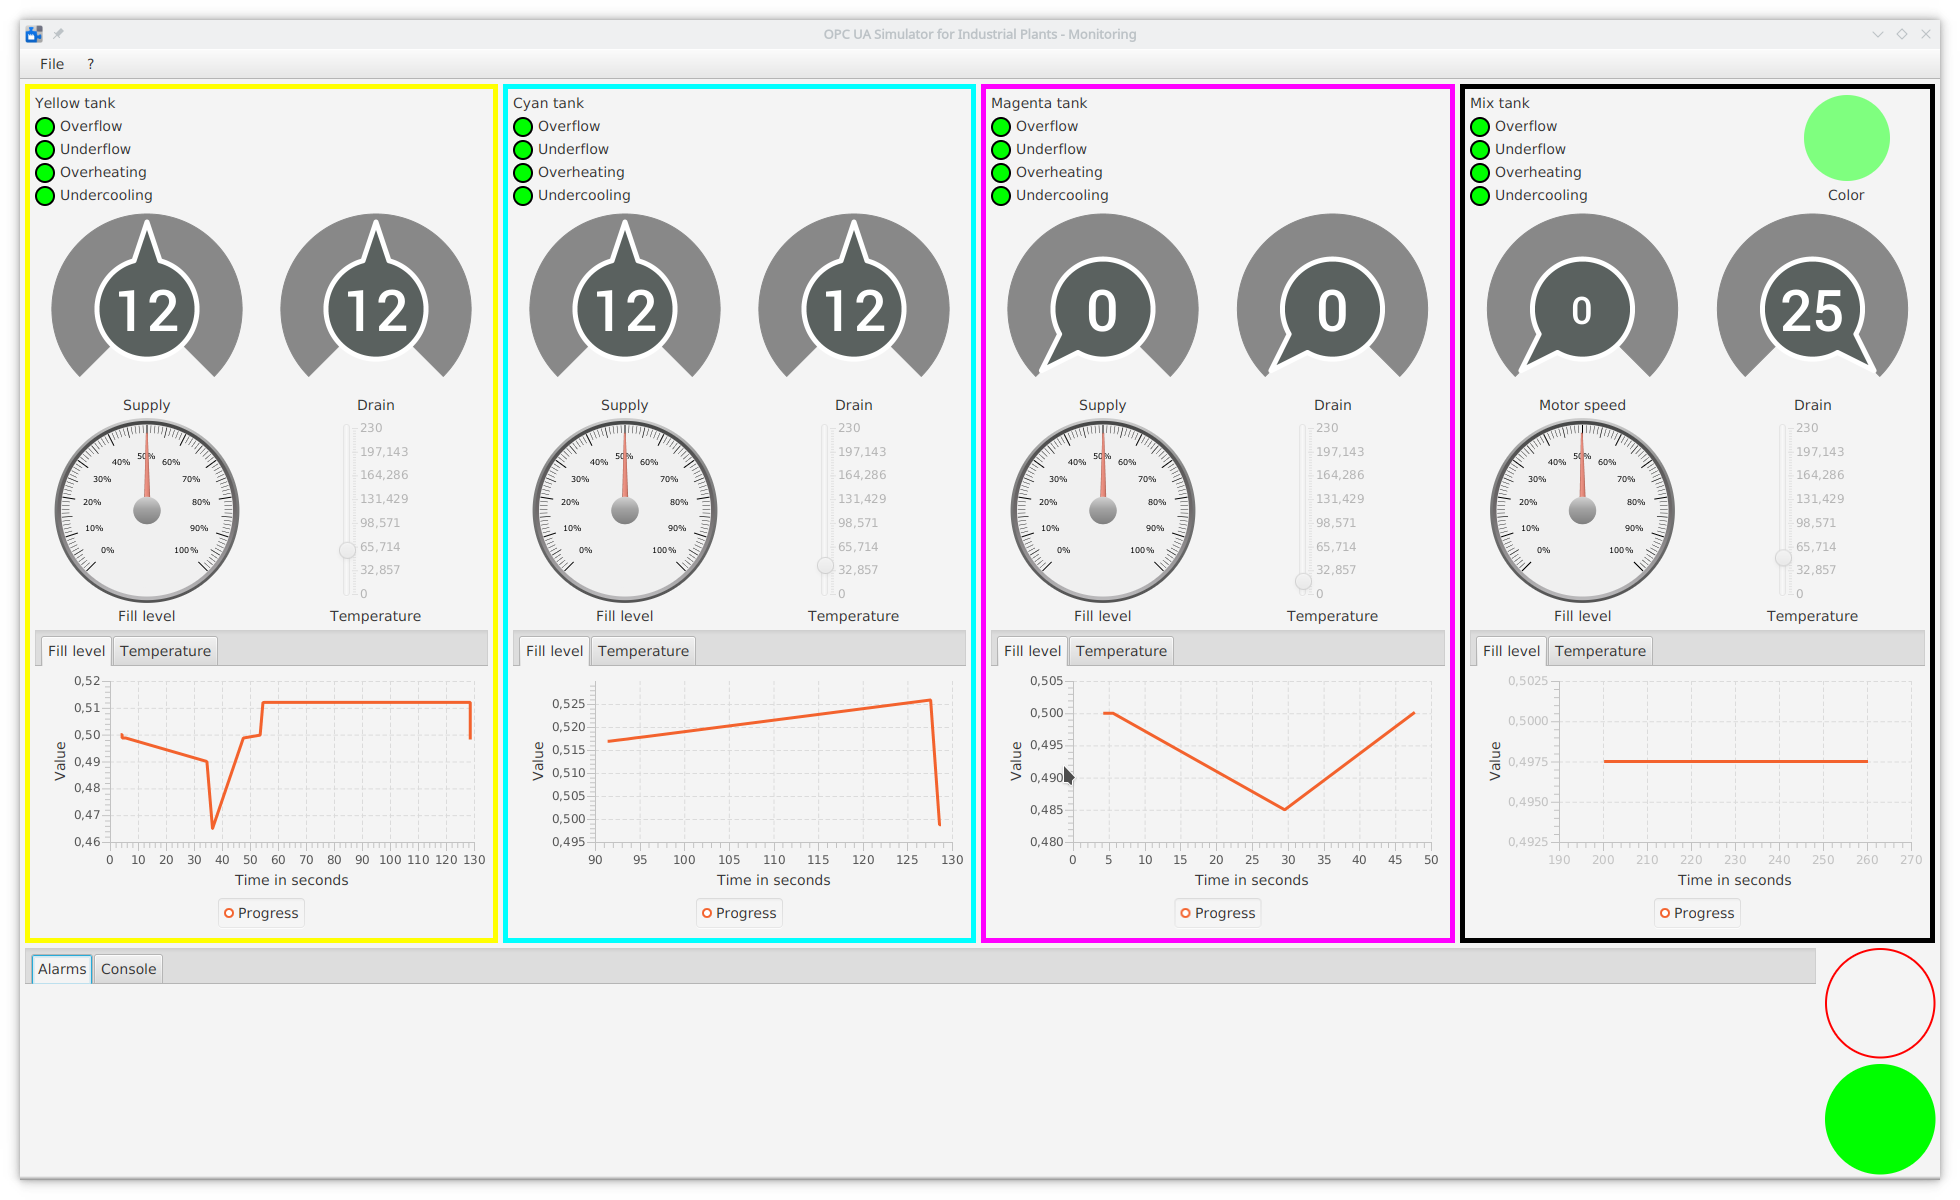 OPC UA Simulator for Industrial Plants - Monitoring
File ?
Yellow tank
Overflow
Underflow
Overheating
Undercooling
12 12
Supply Drain
0% 10% 20% 30% 40% 50% 60% 70% 80% 90% 100%
230
197,143
164,286
131,429
98,571
65,714
32,857
0
Fill level Temperature
Fill level Temperature
0,52
0,51
0,50
0,49
0,48
0,47
0,46
Value
0 10 20 30 40 50 60 70 80 90 100 110 120 130
Time in seconds
Progress
Cyan tank
Overflow
Underflow
Overheating
Undercooling
12 12
Supply Drain
0% 10% 20% 30% 40% 50% 60% 70% 80% 90% 100%
230
197,143
164,286
131,429
98,571
65,714
32,857
0
Fill level Temperature
Fill level Temperature
0,525
0,520
0,515
0,510
0,505
0,500
0,495
Value
90 95 100 105 110 115 120 125 130
Time in seconds
Progress
Magenta tank
Overflow
Underflow
Overheating
Undercooling
0 0
Supply Drain
0% 10% 20% 30% 40% 50% 60% 70% 80% 90% 100%
230
197,143
164,286
131,429
98,571
65,714
32,857
0
Fill level Temperature
Fill level Temperature
0,505
0,500
0,495
0,490
0,485
0,480
Value
0 5 10 15 20 25 30 35 40 45 50
Time in seconds
Progress
Mix tank
Overflow
Underflow
Overheating
Undercooling
Color
0 25
Motor speed Drain
0% 10% 20% 30% 40% 50% 60% 70% 80% 90% 100%
230
197,143
164,286
131,429
98,571
65,714
32,857
0
Fill level Temperature
Fill level Temperature
0,5025
0,5000
0,4975
0,4950
0,4925
Value
190 200 210 220 230 240 250 260 270
Time in seconds
Progress
Alarms Console